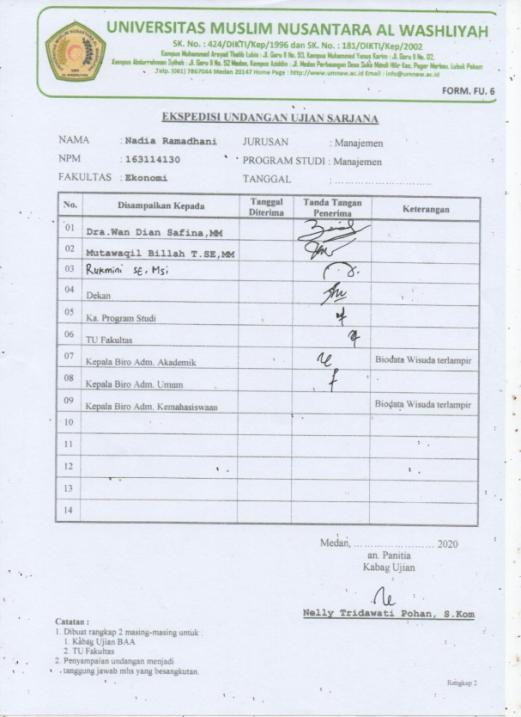 UNIVERSITAS MUSLIM NUSANTARA AL WASHLIYAH
SK. No. : 424/DIKTI/Kep/1996 dan SK. No. : 181/DIKTI/Kep/2002
Kampus Muhammad Arsyad Thalib Lubis : Jl. Garu II No. 93, Kampus Muhammad Yunus Karim : Jl. Garu II No. 02,
Kampus Abdurrahman Syihab : Jl. Garu II No. 52 Medan, Kampus Aziddin : Jl. Medan Perbaungan Desa Suka Mandi Hilir Kec. Pagar Merbau, Lubuk Pakam
Telp. (061) 7867044 Medan 20147 Home Page : http://www.umnaw.ac.id Email : info@umnaw.ac.id
FORM. FU. 6
EKSPEDISI UNDANGAN UJIAN SARJANA
NAMA : Nadia Ramadhani JURUSAN : Manajemen
NPM : 163114130 PROGRAM STUDI : Manajemen
FAKULTAS : Ekonomi TANGGAL :
No. Disampaikan Kepada Tanggal Diterima Tanda Tangan Penerima Keterangan
01 Dra.Wan Dian Safina,MM
02 Mutawaqil Billah T.SE,MM
03 Rukmini SE, Msi
04 Dekan
05 Ka. Program Studi
06 TU Fakultas
07 Kepala Biro Adm. Akademik Biodata Wisuda terlampir
08 Kepala Biro Adm. Umum
09 Kepala Biro Adm. Kemahasiswaan Biodata Wisuda terlampir
10
11
12
13
14
Medan, ........................ 2020
an. Panitia
Kabag Ujian
Nelly Tridawati Pohan, S.Kom
Catatan :
1. Dibuat rangkap 2 masing-masing untuk :
1. Kabag Ujian BAA
2. TU Fakultas
2. Penyampaian undangan menjadi
tanggung jawab mhs yang besangkutan.
Rangkap 2